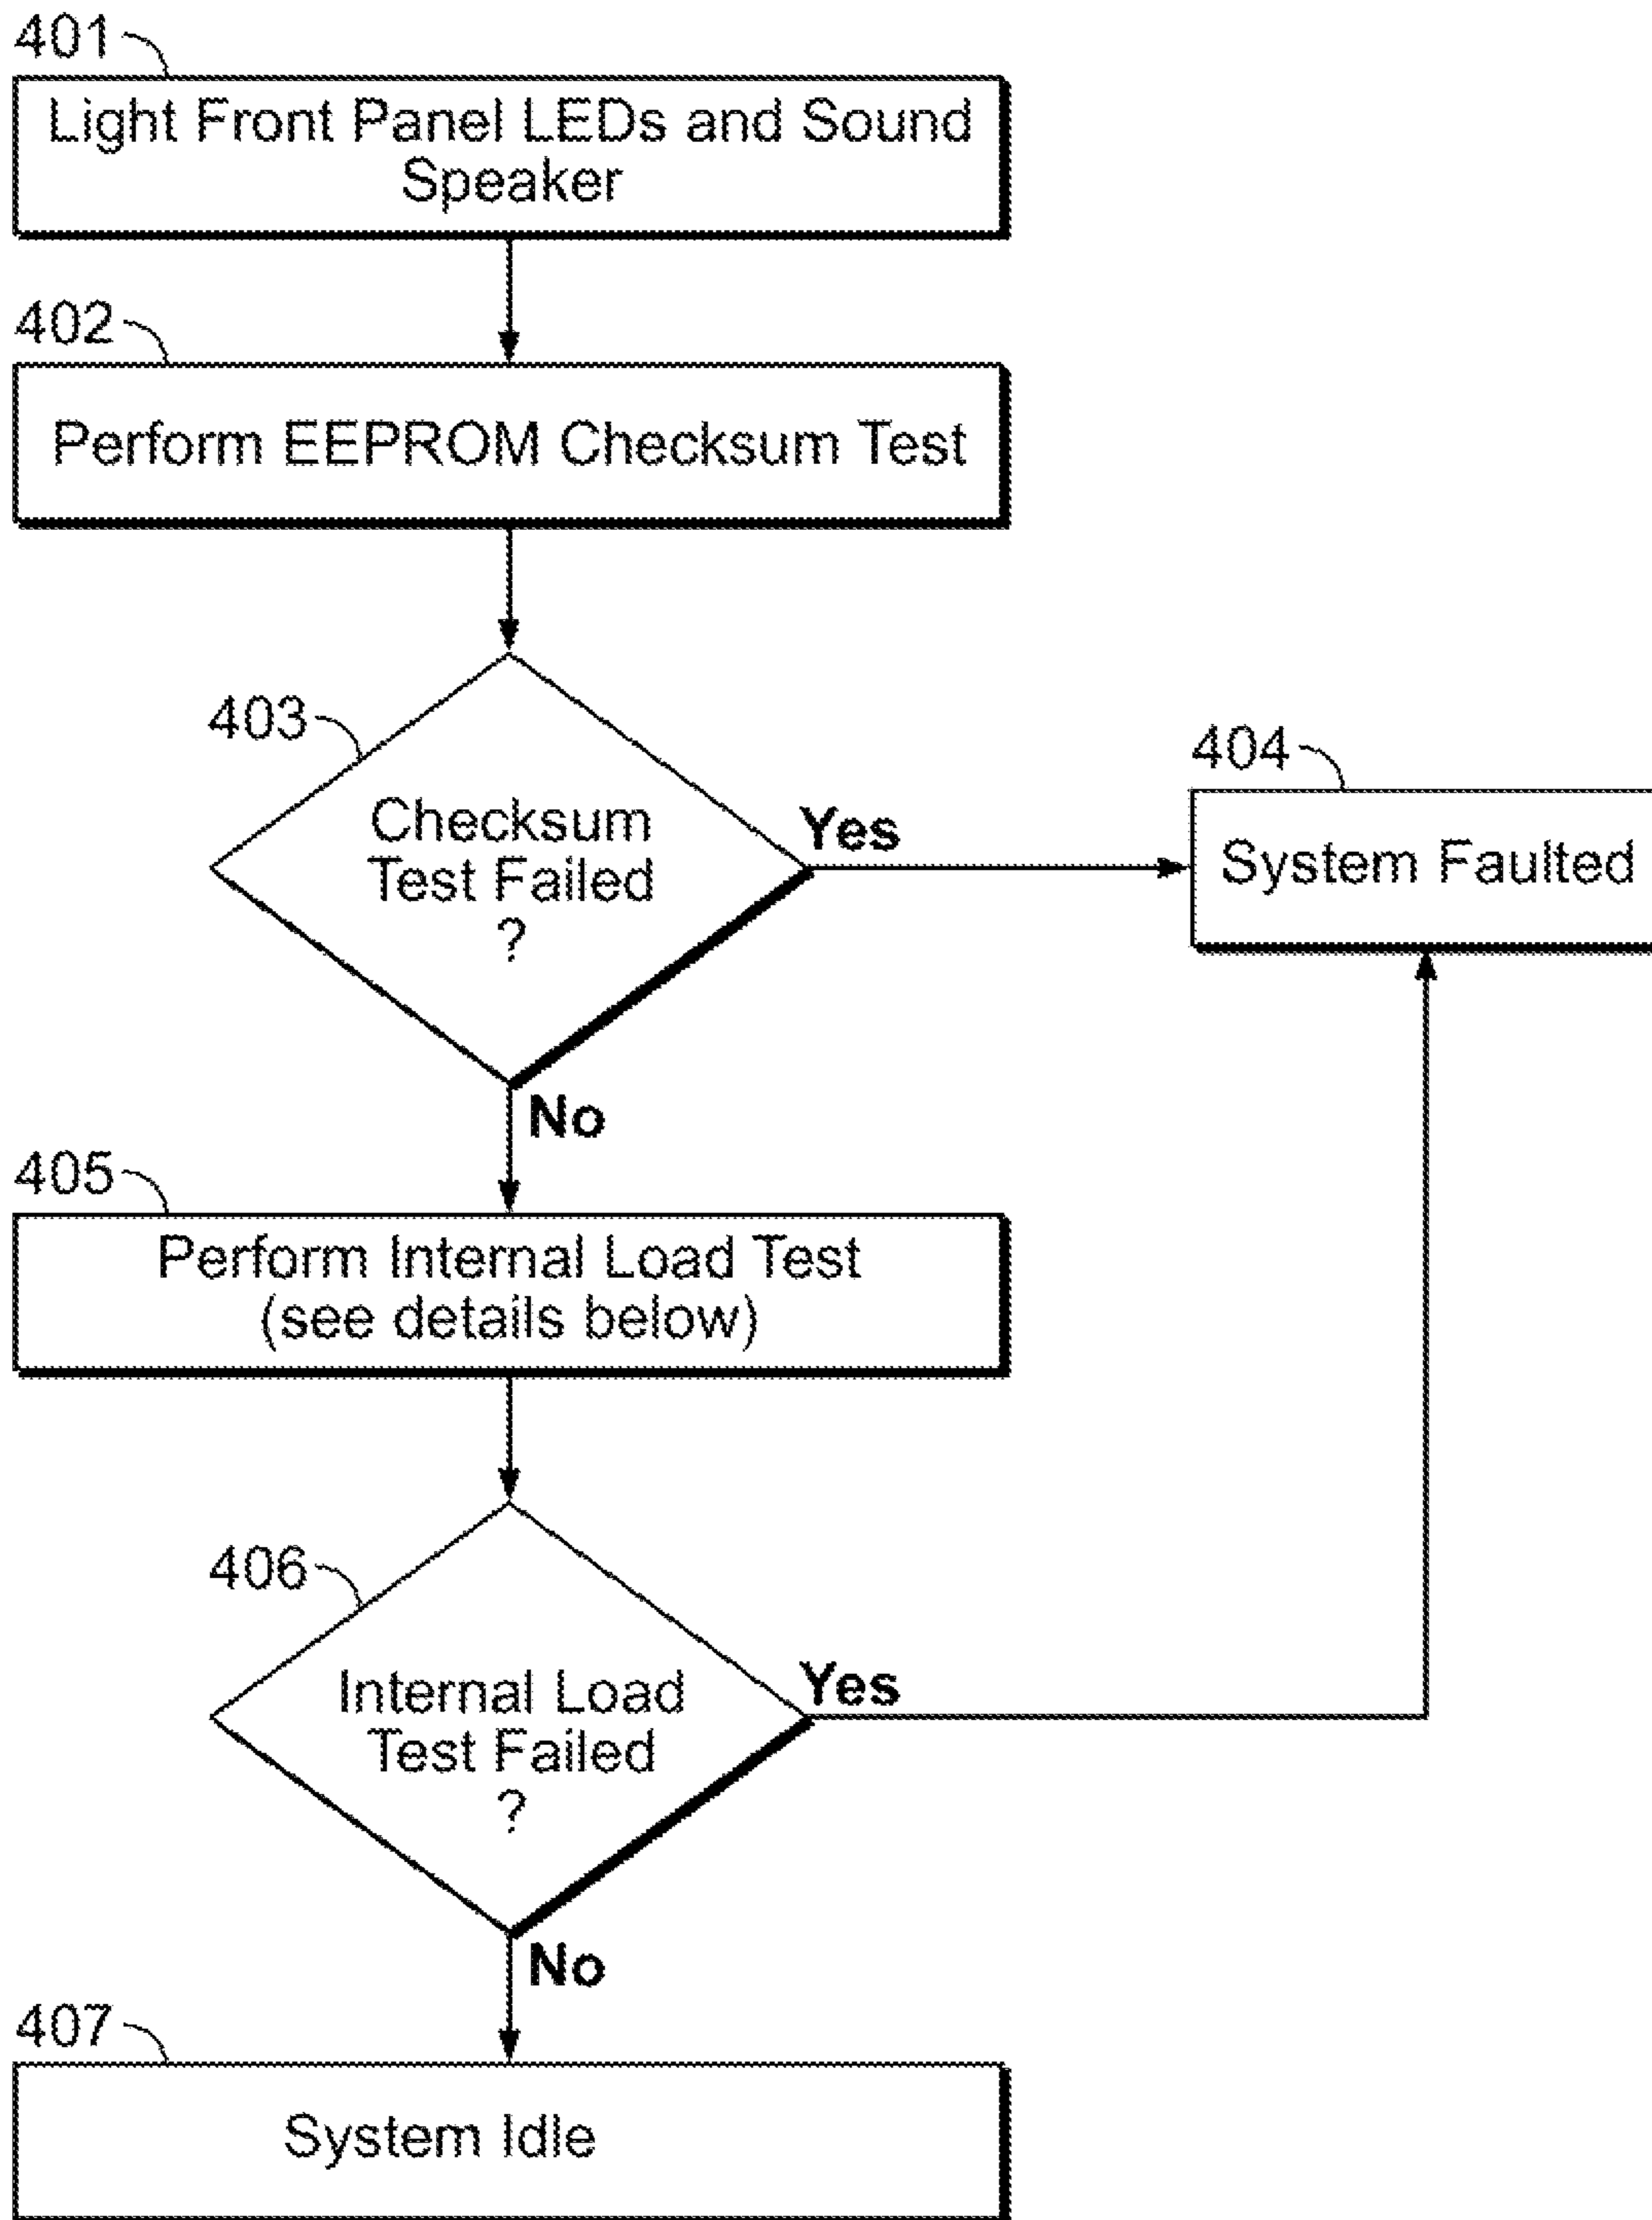 401
Light Front Panel LEDs and Sound
Speaker
402
Perform EEPROM Checksum Test
403
Checksum
Test Failed
?
Yes
404
System Faulted
No
405
Perform Internal Load Test
(see details below)
406
Internal Load
Test Failed
?
Yes
No
407
System Idle